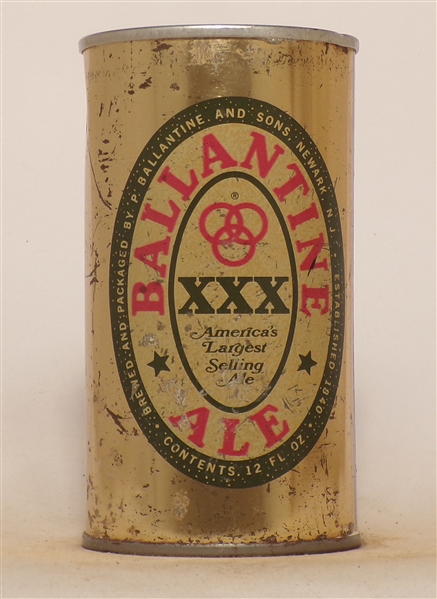 BREWED AND PACKAGED BY P. BALLANTINE AND SONS, NEWARK, N.J. ESTABLISHED 1840
BALLANTINE
®
XXX
America's
Largest
Selling
Ale
ALE
CONTENTS, 12 FL. OZ.